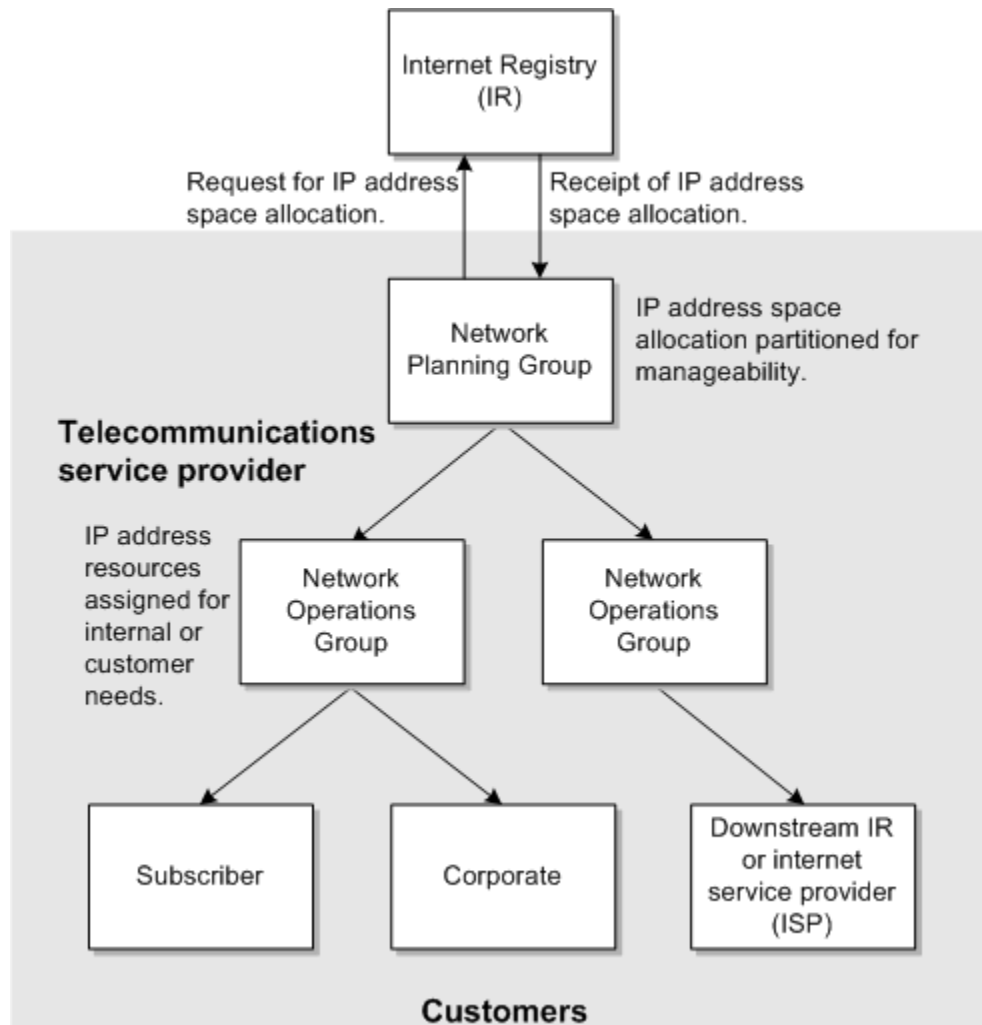 Internet Registry
(IR)
Request for IP address
space allocation.
Receipt of IP address
space allocation.
Network
Planning Group
IP address space
allocation partitioned for
manageability.
Telecommunications
service provider
IP address
resources
assigned for
internal or
customer
needs.
Network
Operations
Group
Network
Operations
Group
Subscriber
Corporate
Downstream IR
or internet
service provider
(ISP)
Customers